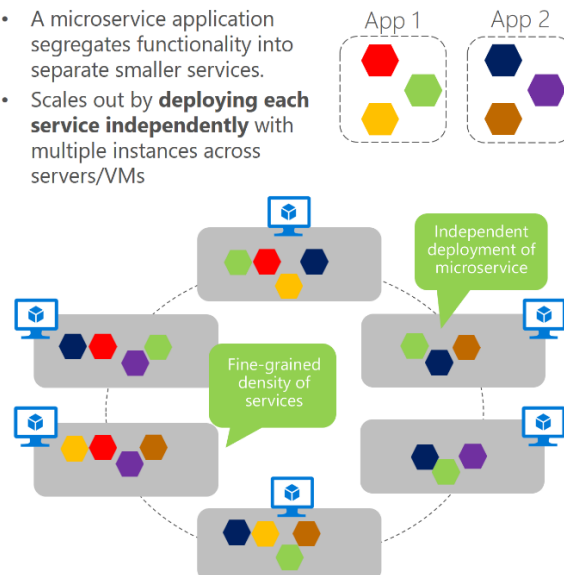 • A microservice application
segregates functionality into
separate smaller services.
• Scales out by deploying each
service independently with
multiple instances across
servers/VMs
App 1
App 2
Independent
deployment of
microservice
Fine-grained
density of
services